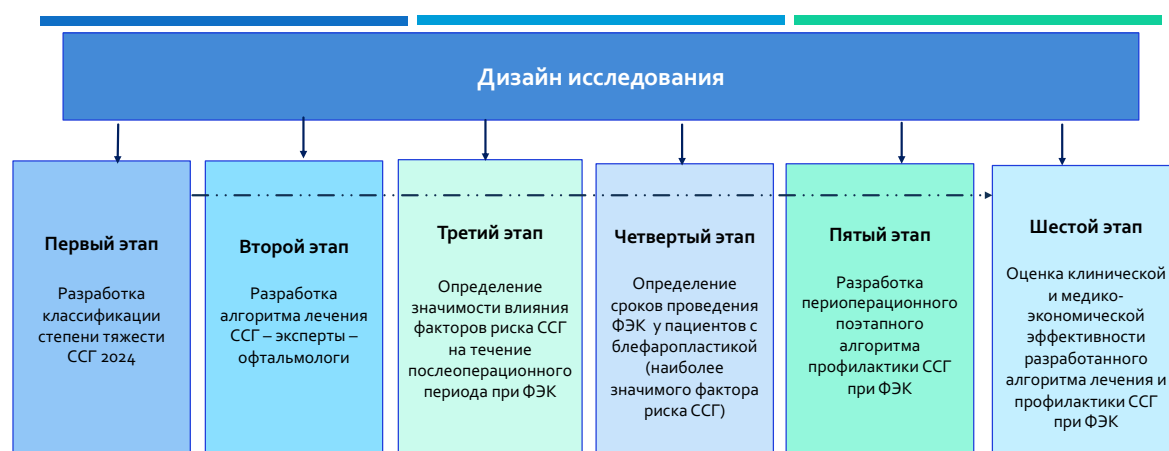 Дизайн исследования
Первый этап
Разработка
классификации
степени тяжести
ССГ 2024
Второй этап
Разработка
алгоритма лечения
ССГ – эксперты –
офтальмологи
Третий этап
Определение
значимости влияния
факторов риска ССГ
на течение
послеоперационного
периода при ФЭК
Четвертый этап
Определение
сроков проведения
ФЭК у пациентов с
блефаропластикой
(наиболее
значимого фактора
риска ССГ)
Пятый этап
Разработка
периоперационного
поэтапного
алгоритма
профилактики ССГ
при ФЭК
Шестой этап
Оценка клинической
и медико-
экономической
эффективности
разработанного
алгоритма лечения и
профилактики ССГ
при ФЭК